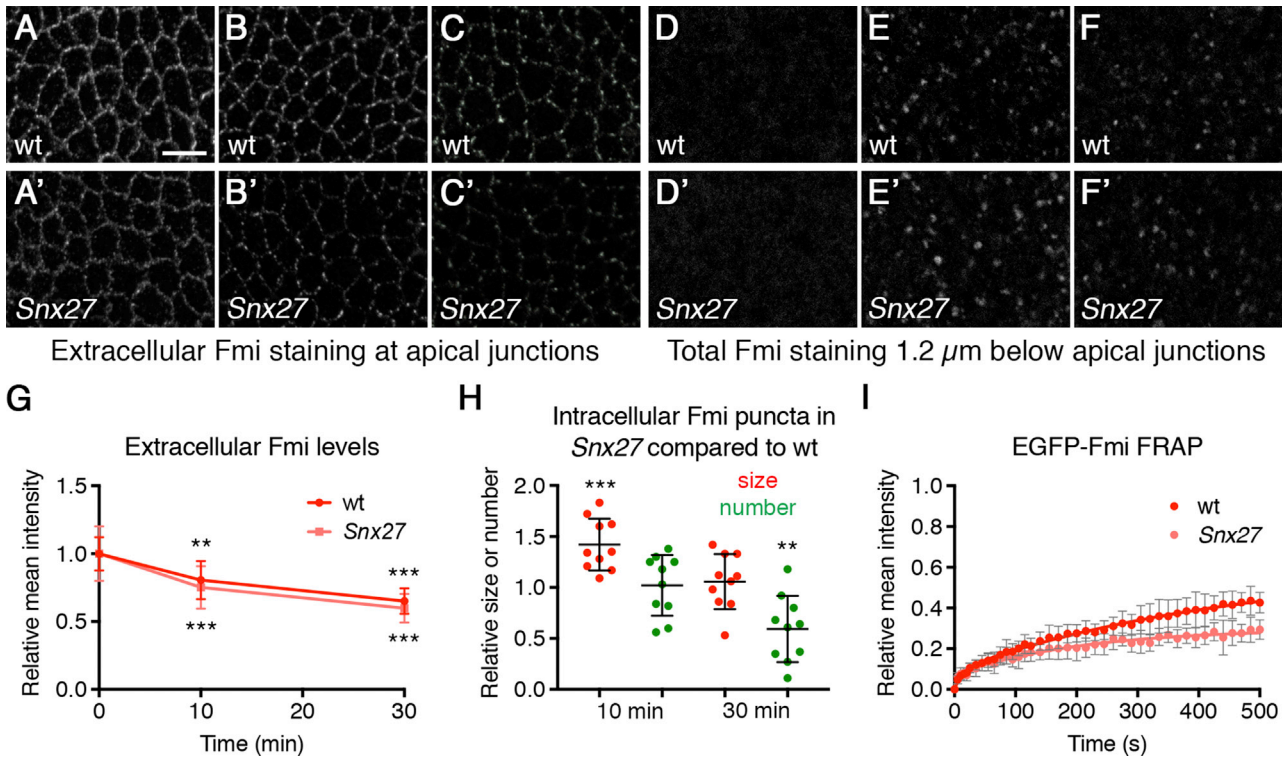 A B C D E F
wt wt wt wt wt wt
A' B' C' D' E' F'
Snx27 Snx27 Snx27 Snx27 Snx27 Snx27
Extracellular Fmi staining at apical junctions
Total Fmi staining 1.2 µm below apical junctions
G
Extracellular Fmi levels
Relative mean intensity
1.5
1.0
0.5
0.0
wt
Snx27
**
***
***
***
0 10 20 30
Time (min)
H
Intracellular Fmi puncta in
Snx27 compared to wt
Relative size or number
2.0
1.5
1.0
0.5
0.0
size
number
***
**
10 min 30 min
I
EGFP-Fmi FRAP
Relative mean intensity
1.0
0.8
0.6
0.4
0.2
0.0
wt
Snx27
0 100 200 300 400 500
Time (s)